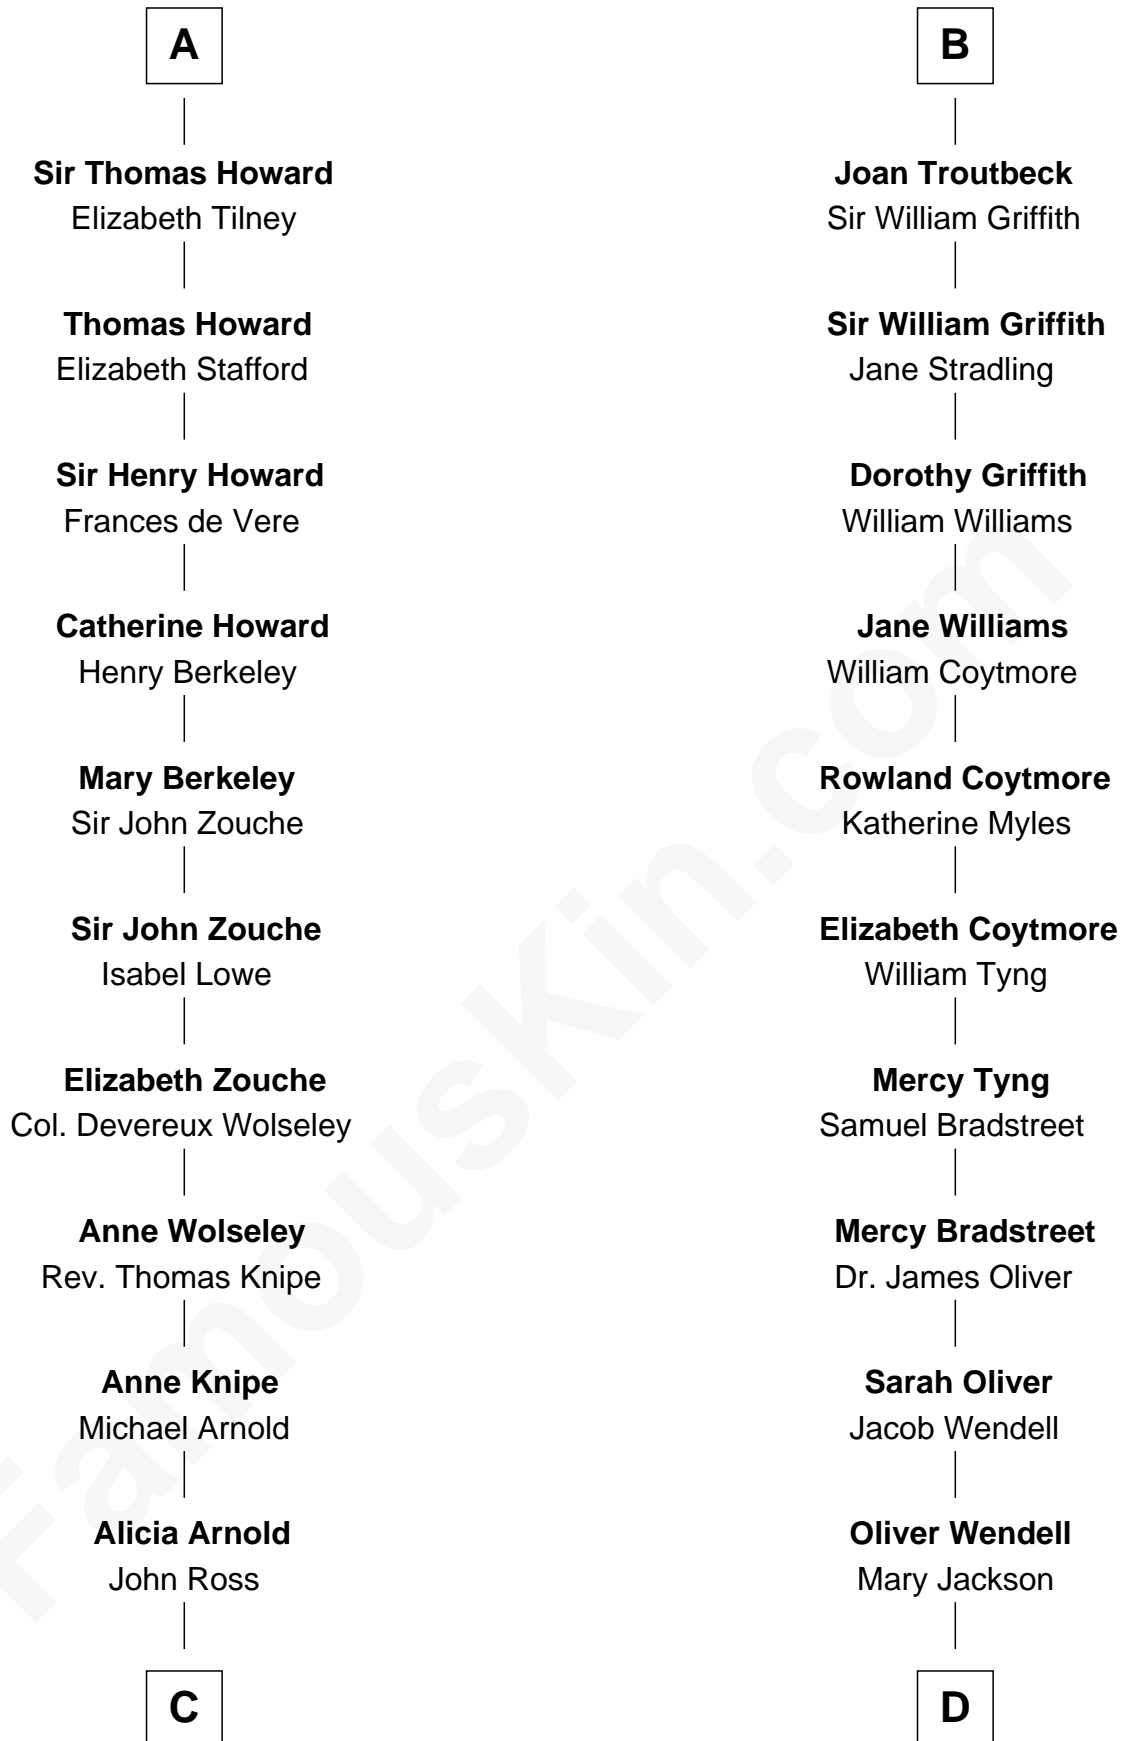 A
Sir Thomas Howard
Elizabeth Tilney
Thomas Howard
Elizabeth Stafford
Sir Henry Howard
Frances de Vere
Catherine Howard
Henry Berkeley
Mary Berkeley
Sir John Zouche
Sir John Zouche
Isabel Lowe
Elizabeth Zouche
Col. Devereux Wolseley
Anne Wolseley
Rev. Thomas Knipe
Anne Knipe
Michael Arnold
Alicia Arnold
John Ross
C
B
Joan Troutbeck
Sir William Griffith
Sir William Griffith
Jane Stradling
Dorothy Griffith
William Williams
Jane Williams
William Coytmore
Rowland Coytmore
Katherine Myles
Elizabeth Coytmore
William Tyng
Mercy Tyng
Samuel Bradstreet
Mercy Bradstreet
Dr. James Oliver
Sarah Oliver
Jacob Wendell
Oliver Wendell
Mary Jackson
D
FamousKin.com